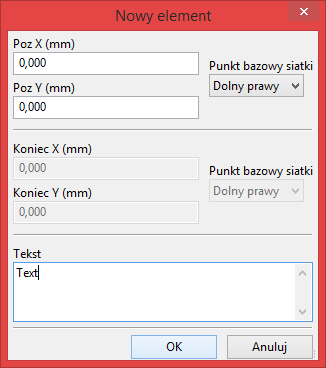 Nowy element
Poz X (mm)
0,000
Punkt bazowy siatki
Dolny prawy
Poz Y (mm)
0,000
Koniec X (mm)
0,000
Punkt bazowy siatki
Dolny prawy
Koniec Y (mm)
0,000
Tekst
Text
OK
Anuluj